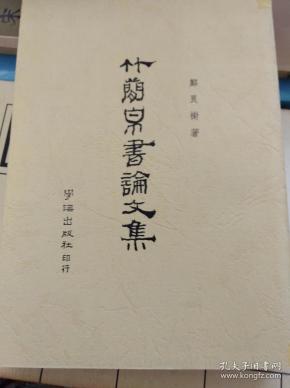 鄭良樹著
竹簡帛書論文集
學海出版社印行
孔夫子旧书网